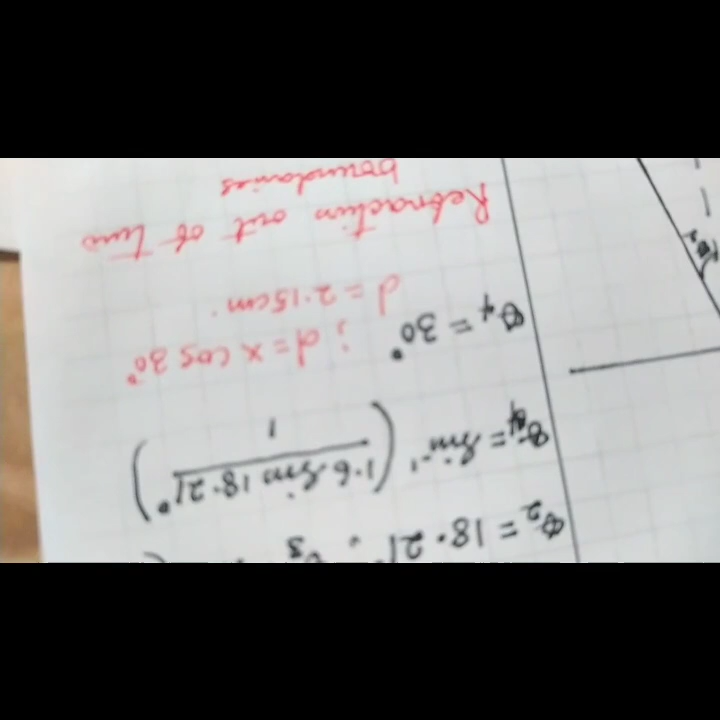 θ₂ = 18.21°
θ₄ = sin⁻¹ (1.6 sin 18.21° / 1)
θ₄ = 30° ; d = x cos 30°
d = 2.15cm.
Refraction out of two
boundaries